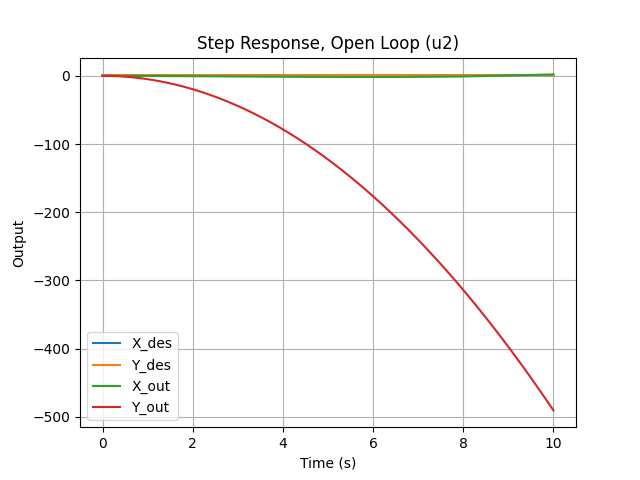 Step Response, Open Loop (u2)
0
−100
−200
−300
−400
−500
Output
X_des
Y_des
X_out
Y_out
0 2 4 6 8 10
Time (s)